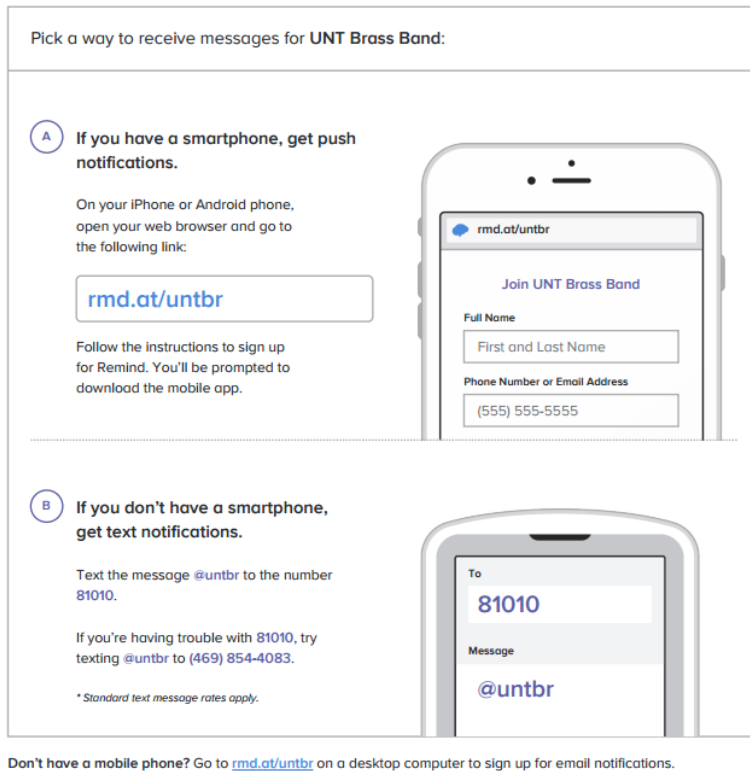 Pick a way to receive messages for UNT Brass Band:
A
If you have a smartphone, get push
notifications.
On your iPhone or Android phone,
open your web browser and go to
the following link:
rmd.at/untbr
Follow the instructions to sign up
for Remind. You’ll be prompted to
download the mobile app.
rmd.at/untbr
Join UNT Brass Band
Full Name
First and Last Name
Phone Number or Email Address
(555) 555-5555
B
If you don’t have a smartphone,
get text notifications.
Text the message @untbr to the number
81010.
If you’re having trouble with 81010, try
texting @untbr to (469) 854-4083.
* Standard text message rates apply.
To
81010
Message
@untbr
Don’t have a mobile phone? Go to rmd.at/untbr on a desktop computer to sign up for email notifications.